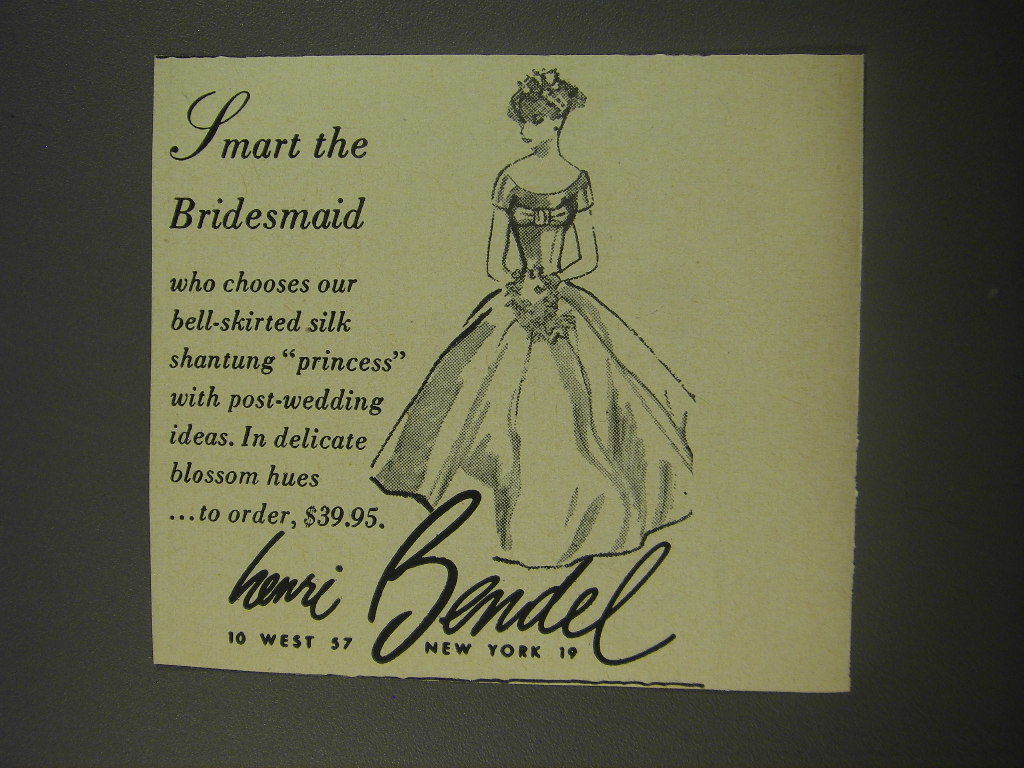 Smart the
Bridesmaid
who chooses our
bell-skirted silk
shantung “princess”
with post-wedding
ideas. In delicate
blossom hues
...to order, $39.95.
henri Bendel
10 WEST 57 NEW YORK 19